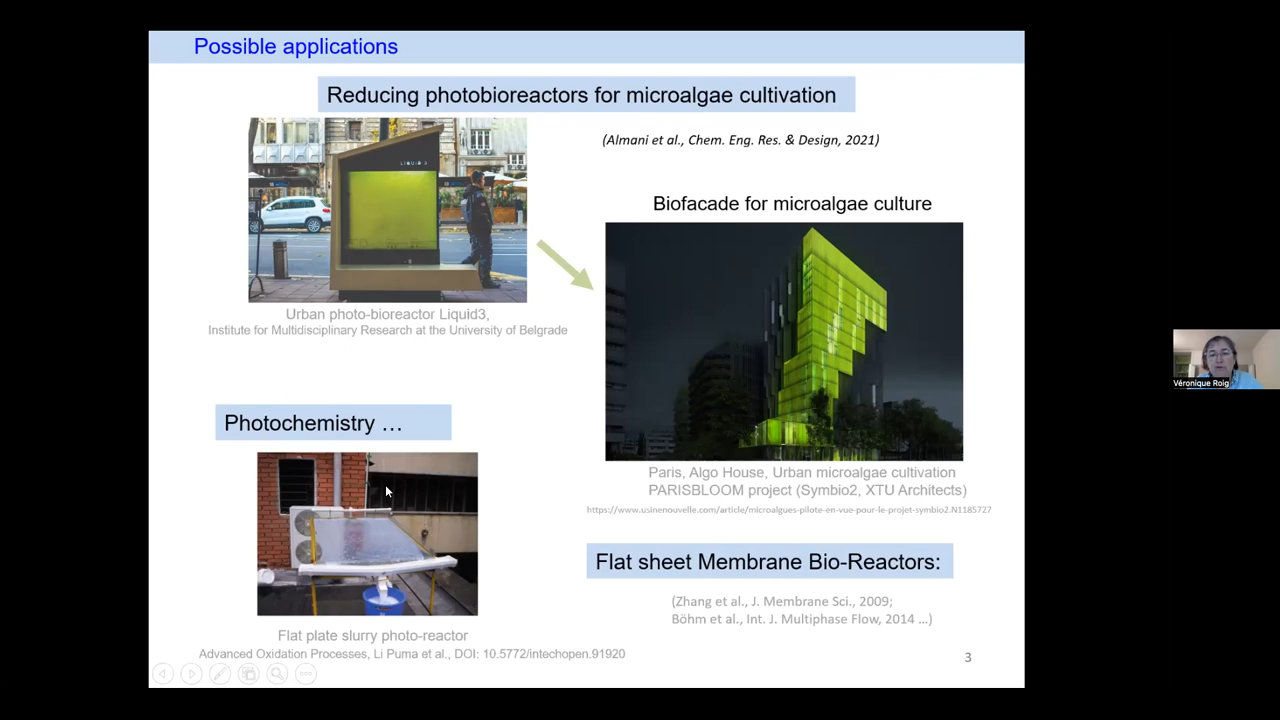 Possible applications
Reducing photobioreactors for microalgae cultivation
(Almani et al., Chem. Eng. Res. & Design, 2021)
LIQUID 3
Biofacade for microalgae culture
Urban photo-bioreactor Liquid3,
Institute for Multidisciplinary Research at the University of Belgrade
Photochemistry …
Paris, Algo House, Urban microalgae cultivation
PARISBLOOM project (Symbio2, XTU Architects)
https://www.usinenouvelle.com/article/microalgues-pilote-en-vue-pour-le-projet-symbio2.N1185727
Flat sheet Membrane Bio-Reactors:
(Zhang et al., J. Membrane Sci., 2009;
Böhm et al., Int. J. Multiphase Flow, 2014 …)
Flat plate slurry photo-reactor
Advanced Oxidation Processes, Li Puma et al., DOI: 10.5772/intechopen.91920
3
Véronique Roig